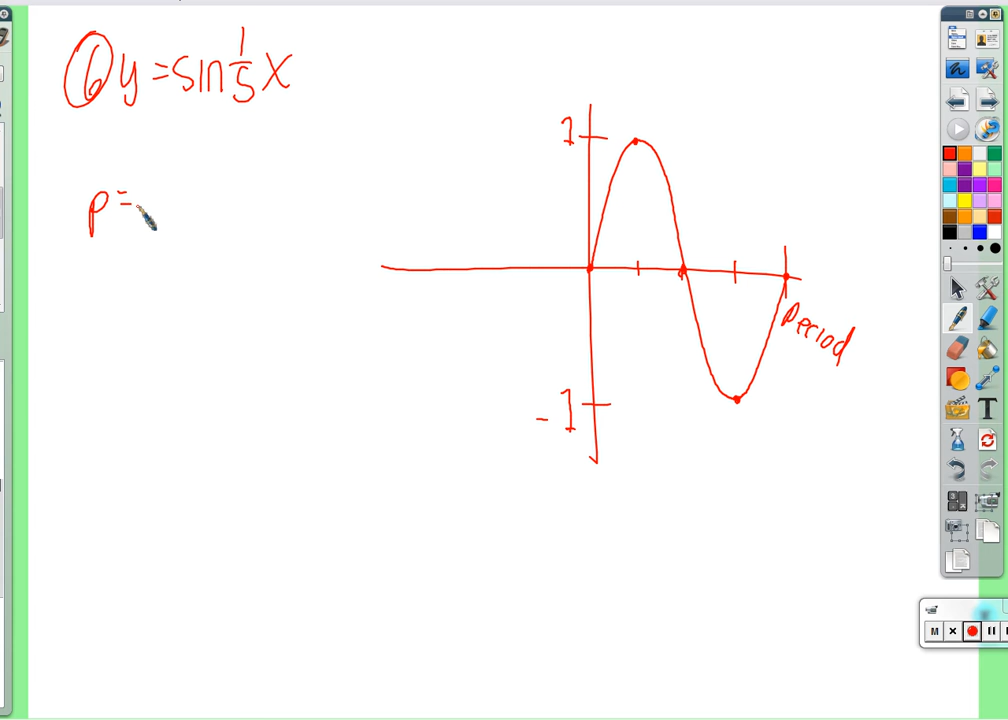 6 y = sin 1/5 x
1
p =
Period
- 1
M
T